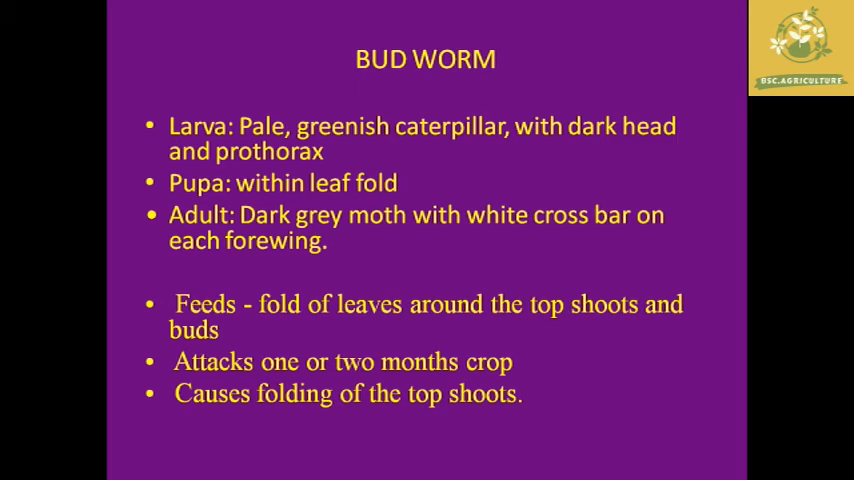 BUD WORM
BSC.AGRICULTURE
• Larva: Pale, greenish caterpillar, with dark head
and prothorax
• Pupa: within leaf fold
• Adult: Dark grey moth with white cross bar on
each forewing.
• Feeds - fold of leaves around the top shoots and
buds
• Attacks one or two months crop
• Causes folding of the top shoots.